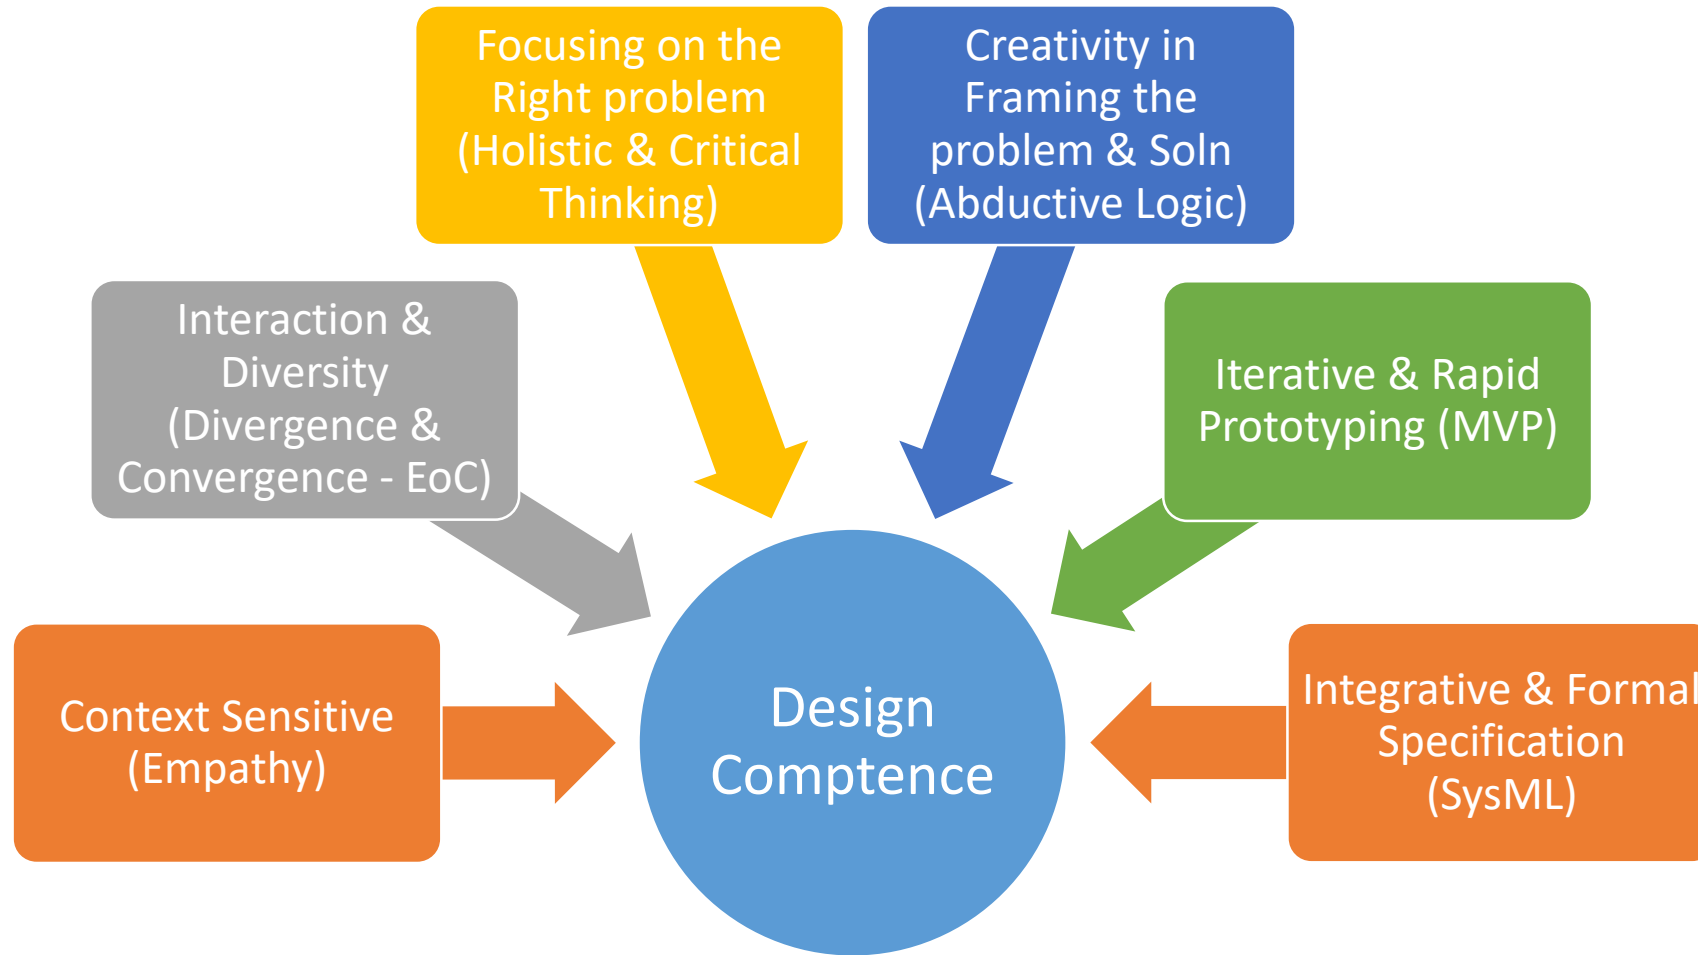 Focusing on the
Right problem
(Holistic & Critical
Thinking)
Creativity in
Framing the
problem & Soln
(Abductive Logic)
Interaction &
Diversity
(Divergence &
Convergence - EoC)
Iterative & Rapid
Prototyping (MVP)
Context Sensitive
(Empathy)
Design
Comptence
Integrative & Formal
Specification
(SysML)